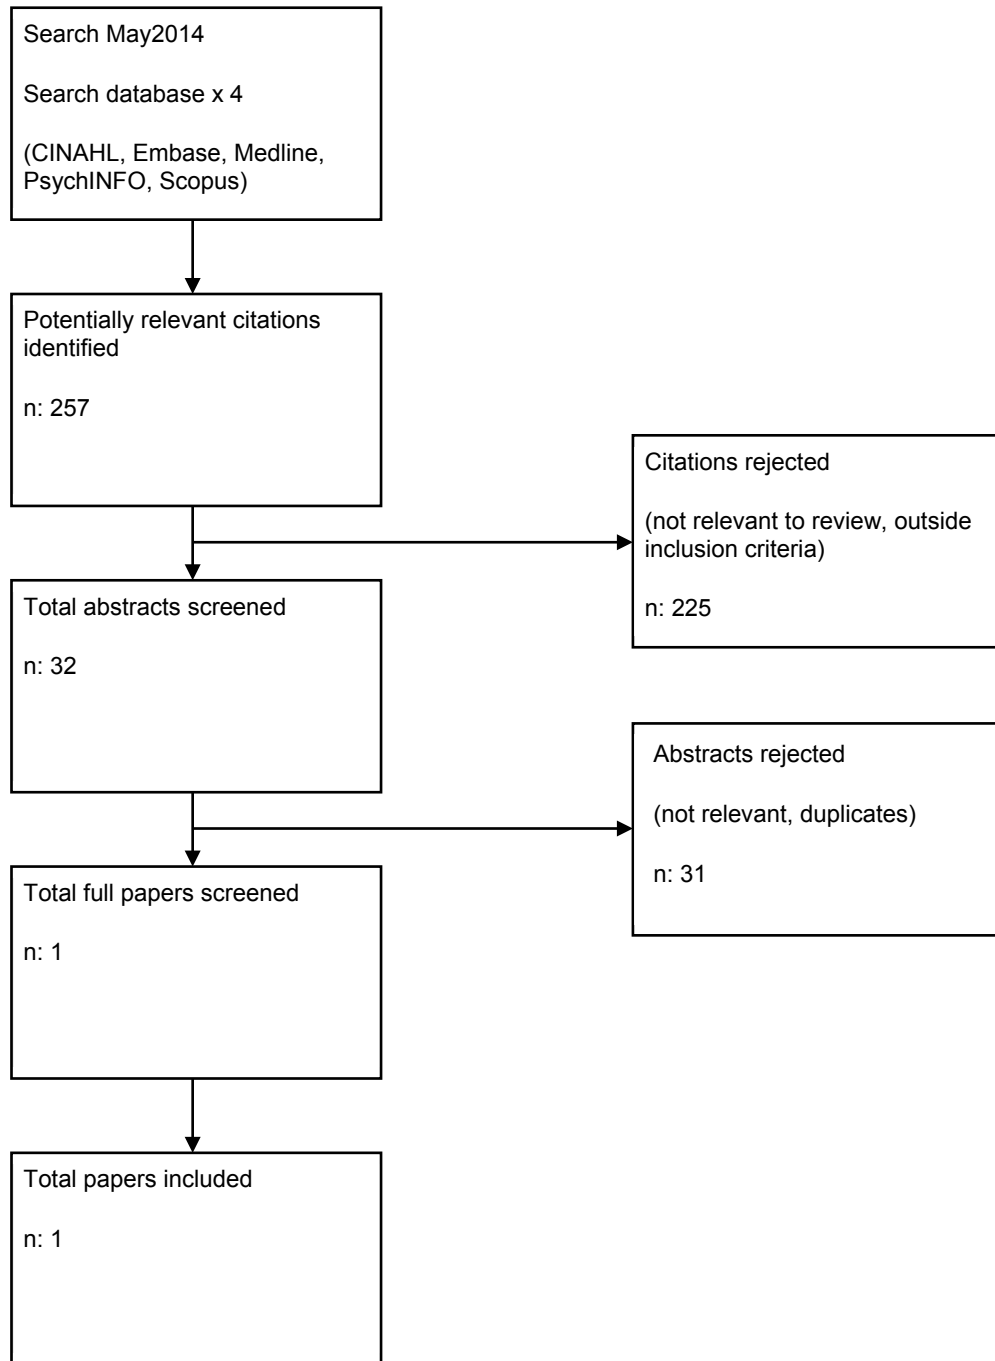 Search May2014
Search database x 4
(CINAHL, Embase, Medline,
PsychINFO, Scopus)
Potentially relevant citations
identified
n: 257
Citations rejected
(not relevant to review, outside
inclusion criteria)
n: 225
Total abstracts screened
n: 32
Abstracts rejected
(not relevant, duplicates)
n: 31
Total full papers screened
n: 1
Total papers included
n: 1